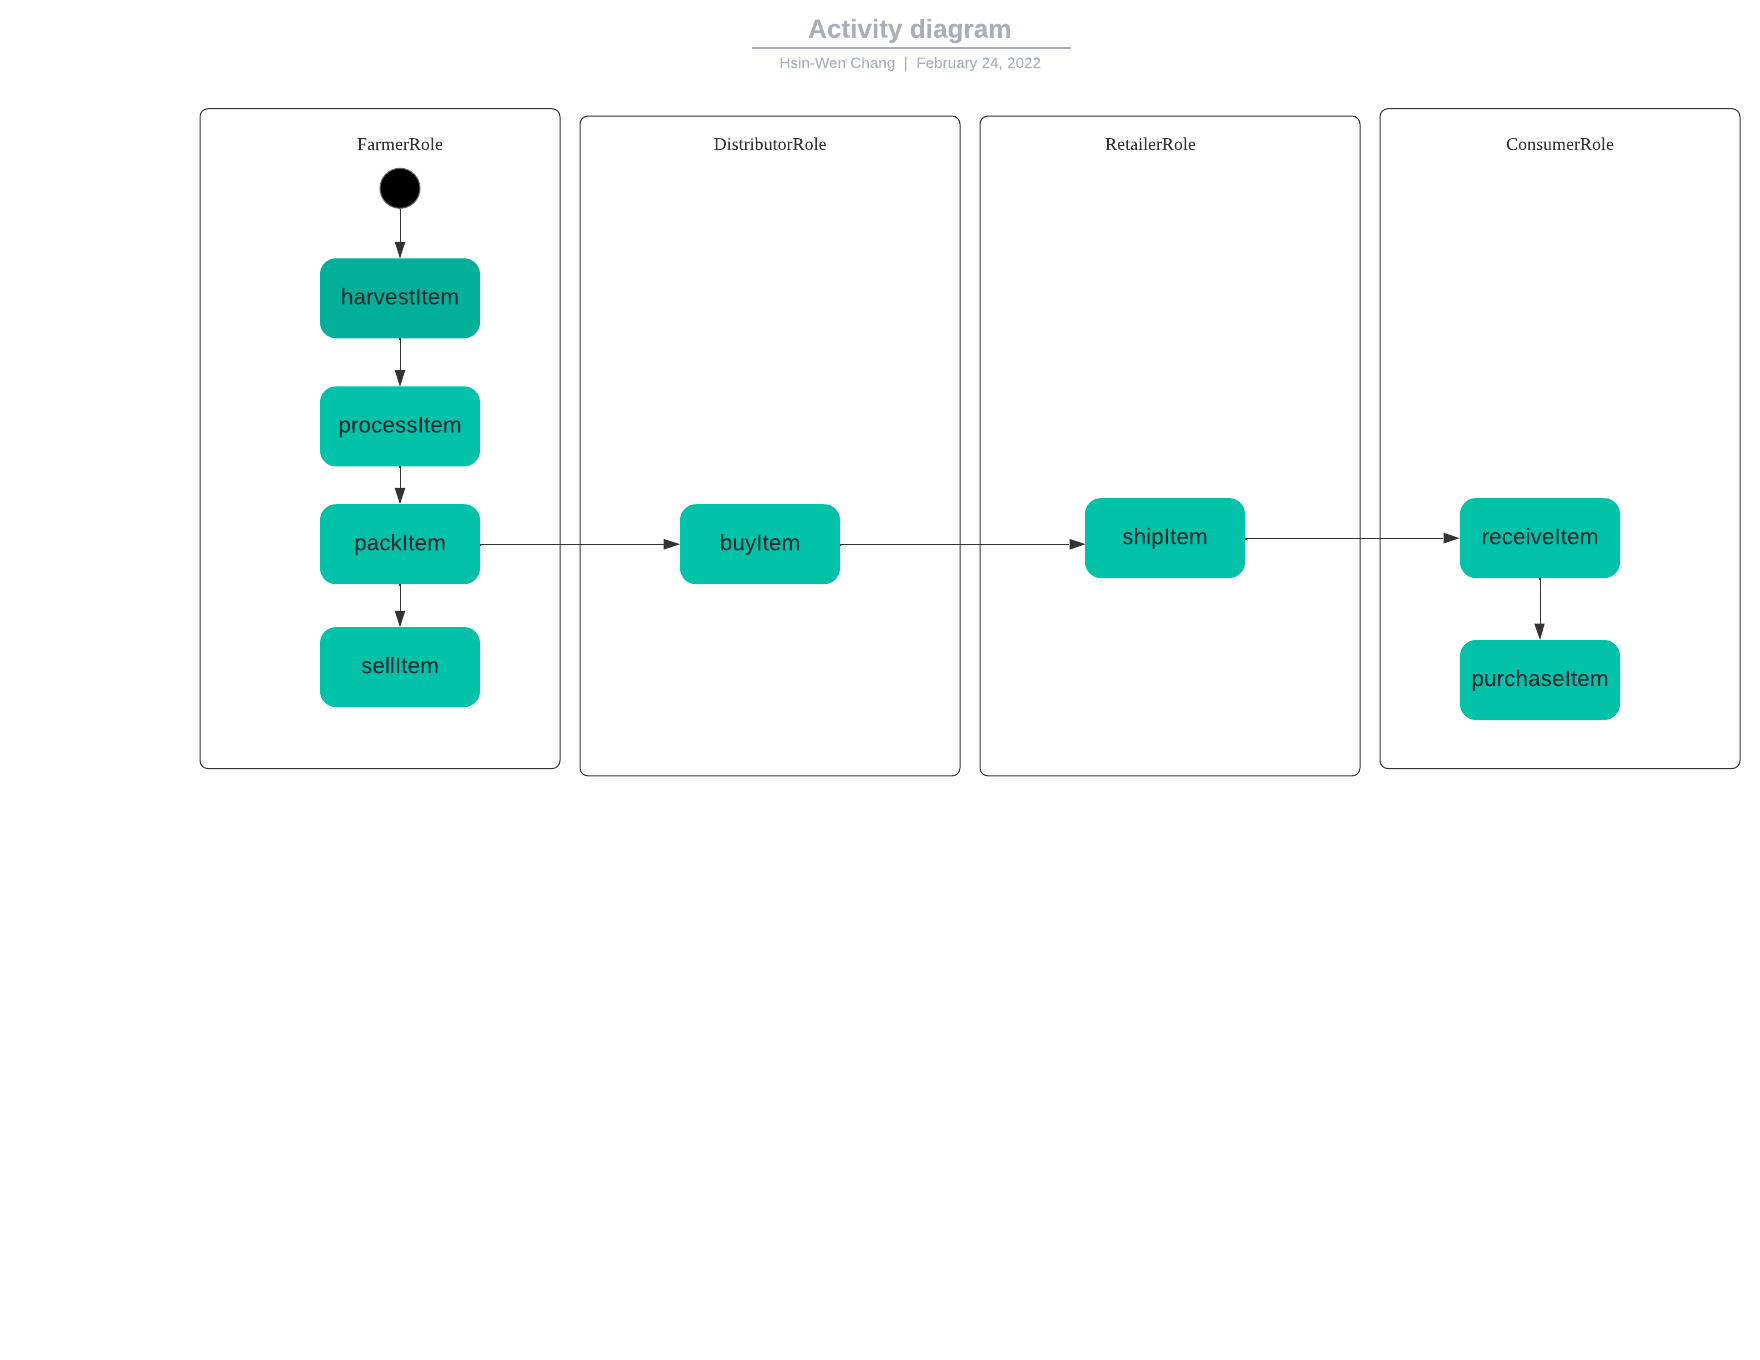 Activity diagram
Hsin-Wen Chang | February 24, 2022
FarmerRole
DistributorRole
RetailerRole
ConsumerRole
harvestItem
processItem
packItem
buyItem
shipItem
receiveItem
sellItem
purchaseItem